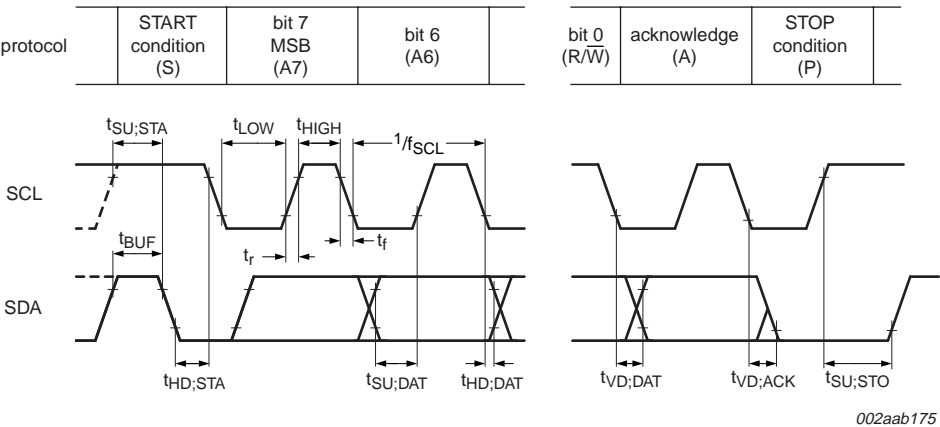 protocol
START
condition
(S)
bit 7
MSB
(A7)
bit 6
(A6)
bit 0
(R/W̅)
acknowledge
(A)
STOP
condition
(P)
tSU;STA
tLOW
tHIGH
1/fSCL
SCL
tBUF
tr
tf
SDA
tHD;STA
tSU;DAT
tHD;DAT
tVD;DAT
tVD;ACK
tSU;STO
002aab175